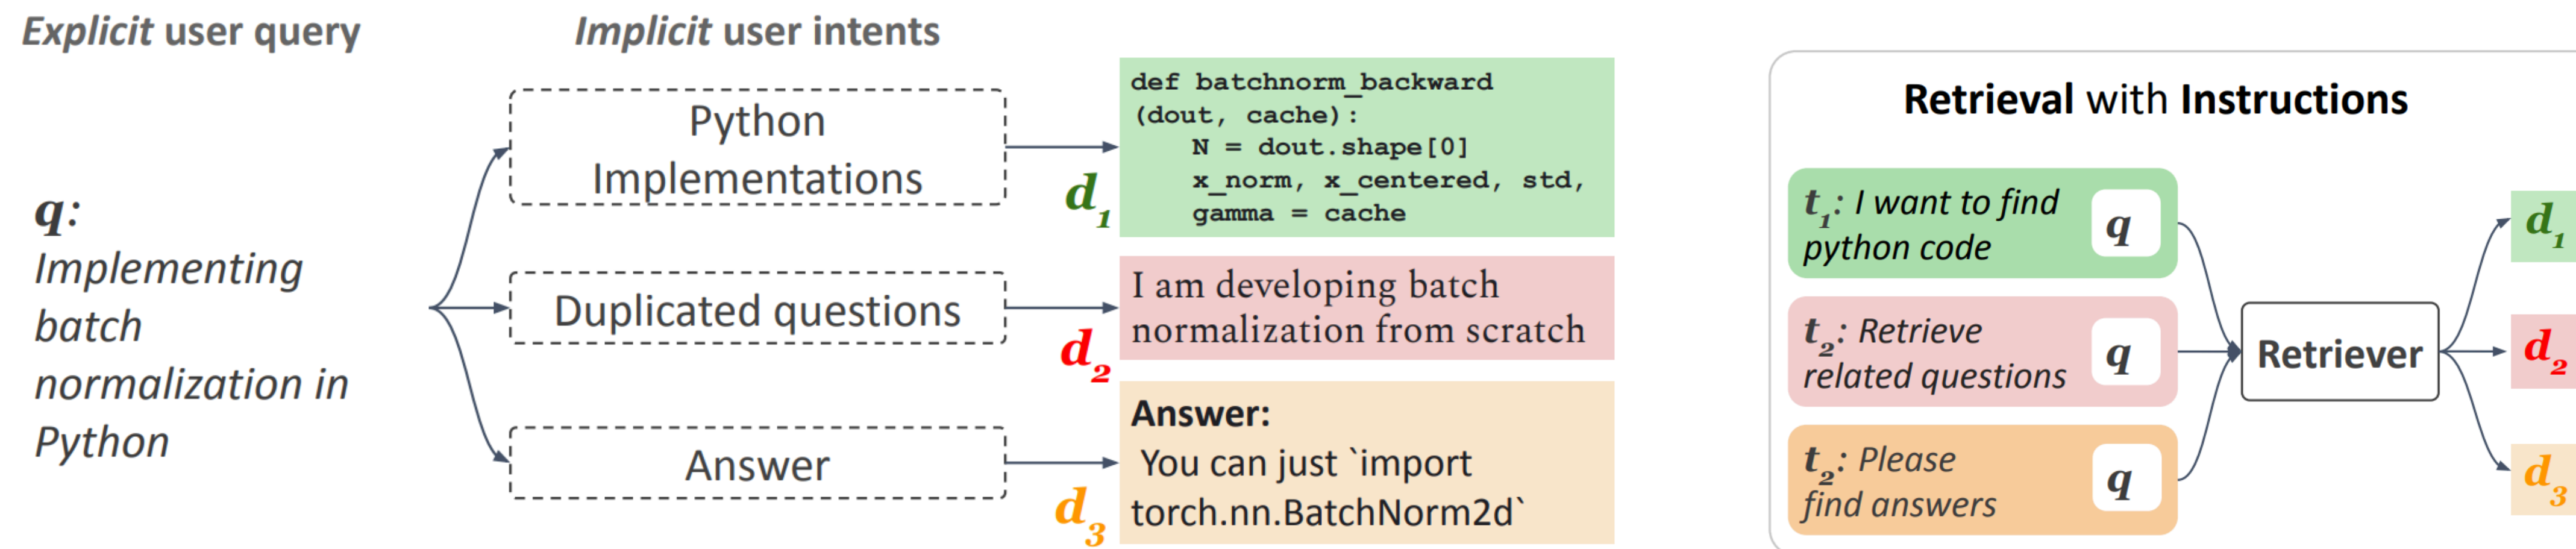 Explicit user query
Implicit user intents
q:
Implementing
batch
normalization in
Python
Python
Implementations
Duplicated questions
Answer
d1
def batchnorm_backward
(dout, cache):
N = dout.shape[0]
x_norm, x_centered, std,
gamma = cache
d2
I am developing batch
normalization from scratch
d3
Answer:
You can just `import
torch.nn.BatchNorm2d`
Retrieval with Instructions
t1: I want to find
python code
q
t2: Retrieve
related questions
q
t2: Please
find answers
q
Retriever
d1
d2
d3